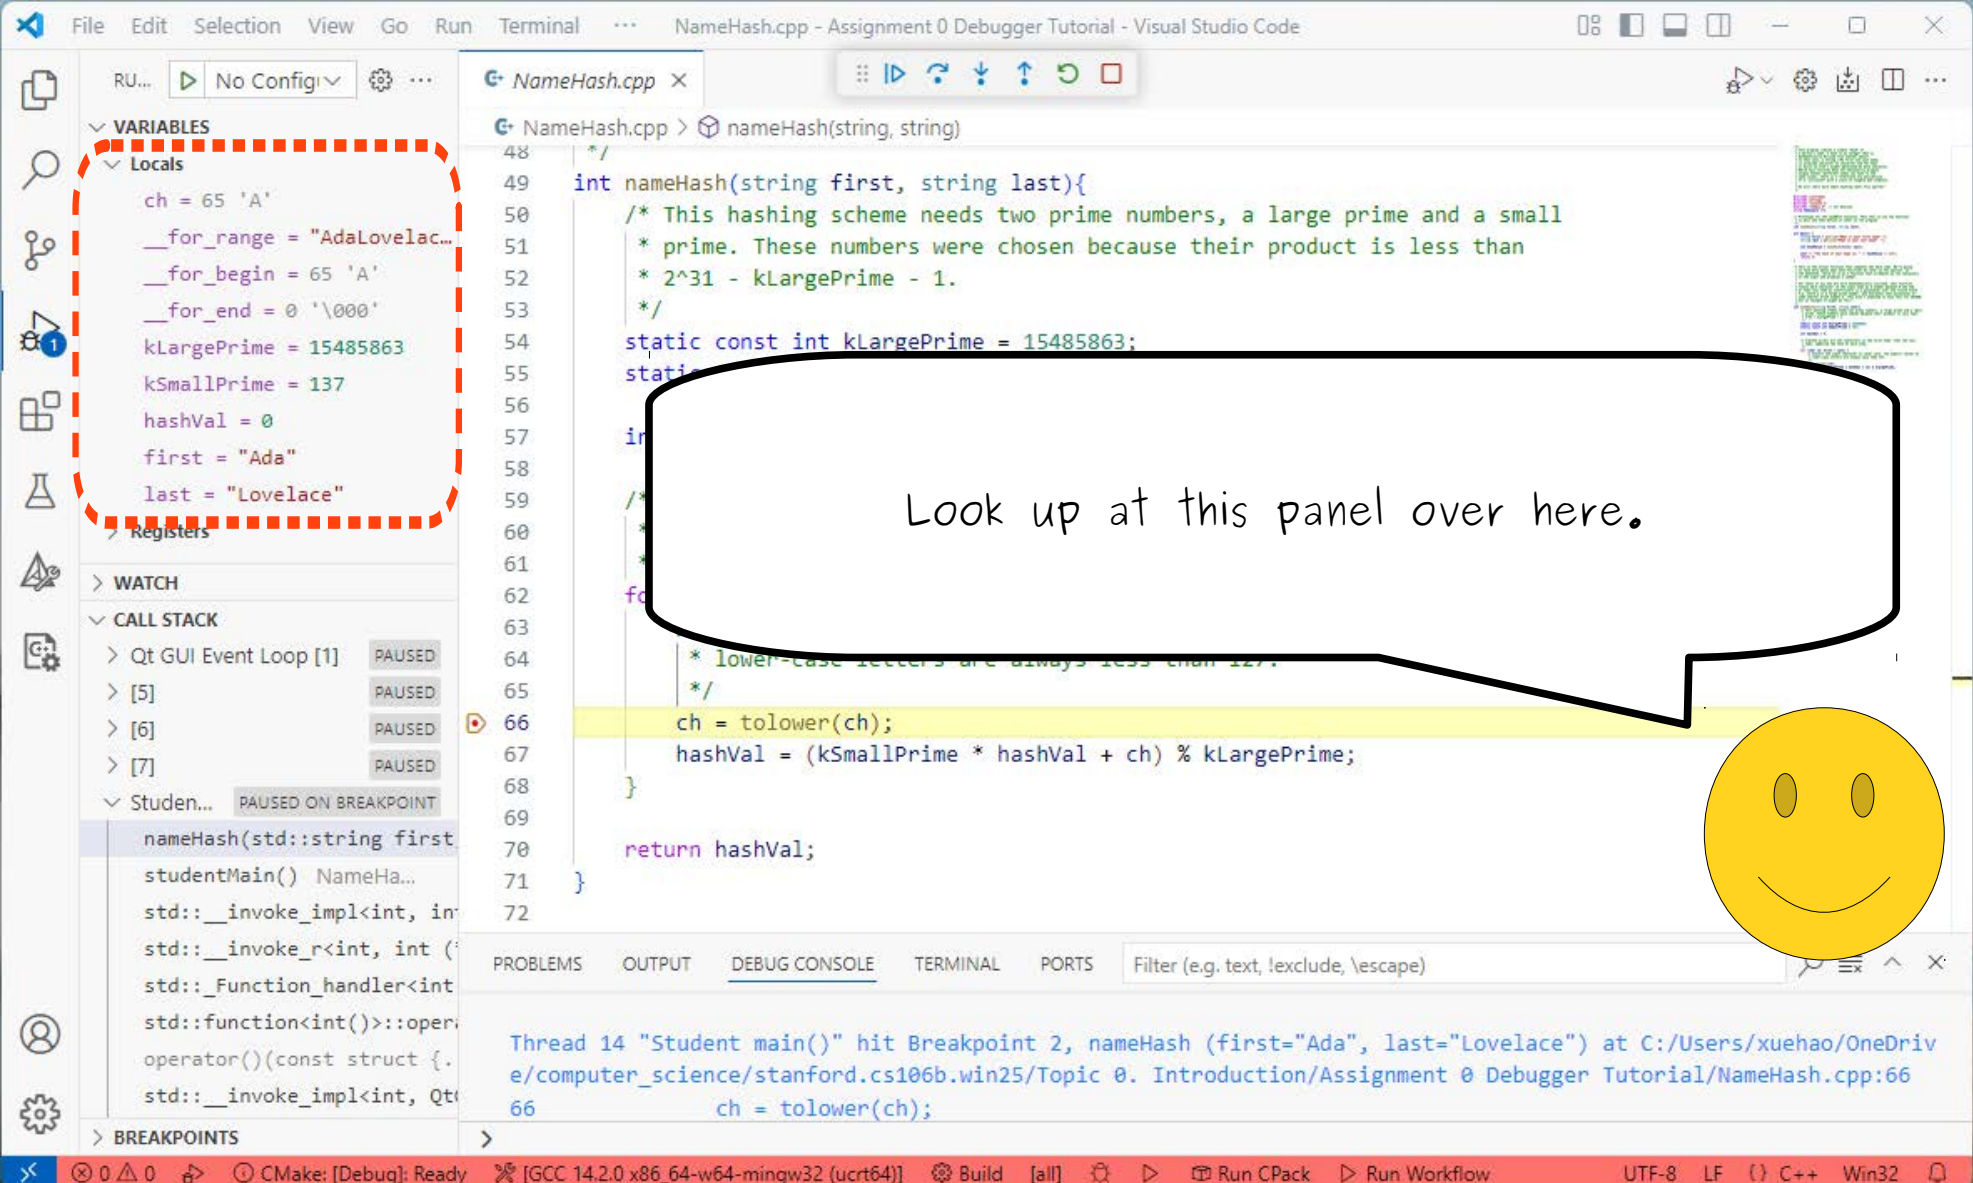 File Edit Selection View Go Run Terminal ··· NameHash.cpp - Assignment 0 Debugger Tutorial - Visual Studio Code
RU... No Config ···
NameHash.cpp
NameHash.cpp > nameHash(string, string)
VARIABLES
Locals
ch = 65 'A'
__for_range = "AdaLovelac…
__for_begin = 65 'A'
__for_end = 0 '\000'
kLargePrime = 15485863
kSmallPrime = 137
hashVal = 0
first = "Ada"
last = "Lovelace"
Registers
WATCH
CALL STACK
Qt GUI Event Loop [1] PAUSED
[5] PAUSED
[6] PAUSED
[7] PAUSED
Studen... PAUSED ON BREAKPOINT
nameHash(std::string first
studentMain() NameHa...
std::__invoke_impl<int, in
std::__invoke_r<int, int (
std::_Function_handler<int
std::function<int()>::oper
operator()(const struct {.
std::__invoke_impl<int, Qt
BREAKPOINTS
48 */
49 int nameHash(string first, string last){
50 /* This hashing scheme needs two prime numbers, a large prime and a small
51 * prime. These numbers were chosen because their product is less than
52 * 2^31 - kLargePrime - 1.
53 */
54 static const int kLargePrime = 15485863;
55 static
56
57
58
59 /*
60 *
61 *
62
63
64 * lower-case letters are always less than 127.
65 */
66 ch = tolower(ch);
67 hashVal = (kSmallPrime * hashVal + ch) % kLargePrime;
68 }
69
70 return hashVal;
71 }
72
Look up at this panel over here.
PROBLEMS OUTPUT DEBUG CONSOLE TERMINAL PORTS Filter (e.g. text, !exclude, \escape)
Thread 14 "Student main()" hit Breakpoint 2, nameHash (first="Ada", last="Lovelace") at C:/Users/xuehao/OneDriv
e/computer_science/stanford.cs106b.win25/Topic 0. Introduction/Assignment 0 Debugger Tutorial/NameHash.cpp:66
66 ch = tolower(ch);
>
0 0 CMake: [Debug]: Ready [GCC 14.2.0 x86_64-w64-mingw32 (ucrt64)] Build [all] Run CPack Run Workflow UTF-8 LF {} C++ Win32